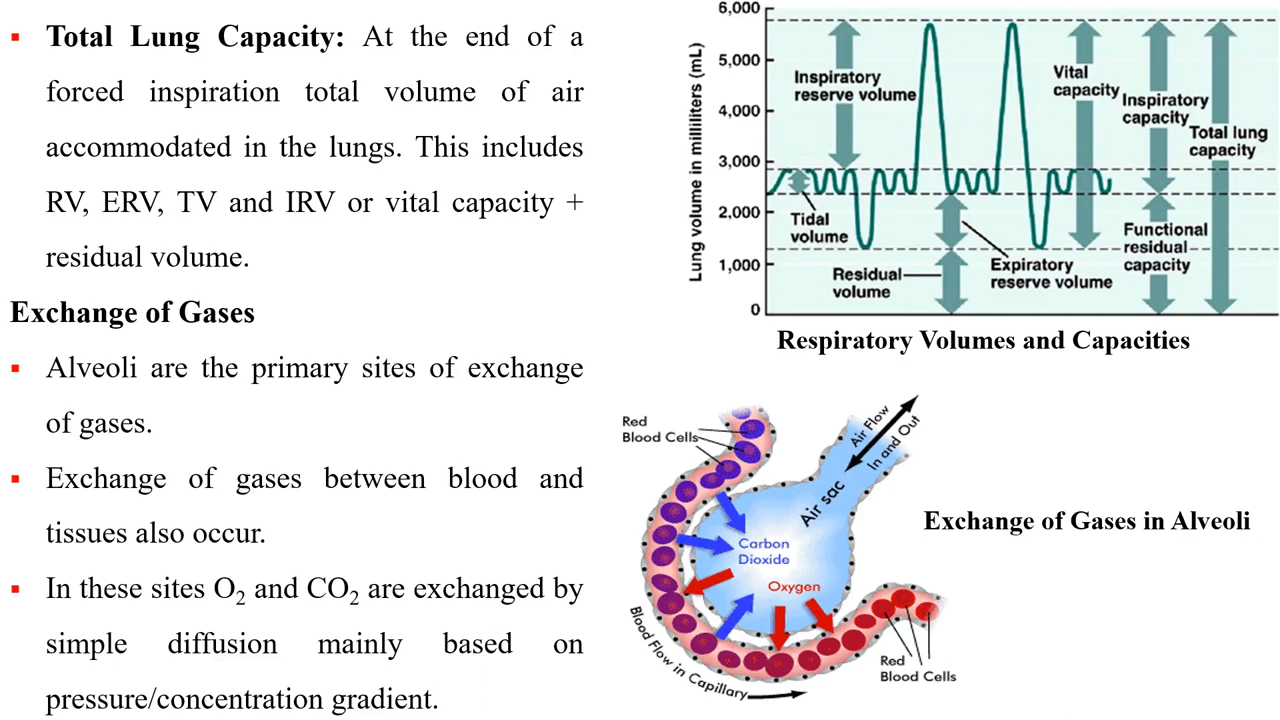 ▪ Total Lung Capacity: At the end of a
forced inspiration total volume of air
accommodated in the lungs. This includes
RV, ERV, TV and IRV or vital capacity +
residual volume.
Exchange of Gases
▪ Alveoli are the primary sites of exchange
of gases.
▪ Exchange of gases between blood and
tissues also occur.
▪ In these sites O₂ and CO₂ are exchanged by
simple diffusion mainly based on
pressure/concentration gradient.
Lung volume in milliliters (mL)
6,000
5,000
4,000
3,000
2,000
1,000
0
Inspiratory
reserve volume
Tidal
volume
Residual
volume
Expiratory
reserve volume
Vital
capacity
Inspiratory
capacity
Functional
residual
capacity
Total lung
capacity
Respiratory Volumes and Capacities
Red
Blood Cells
Air Flow
In and Out
Air sac
Carbon
Dioxide
Oxygen
Blood Flow in Capillary
Red
Blood Cells
Exchange of Gases in Alveoli